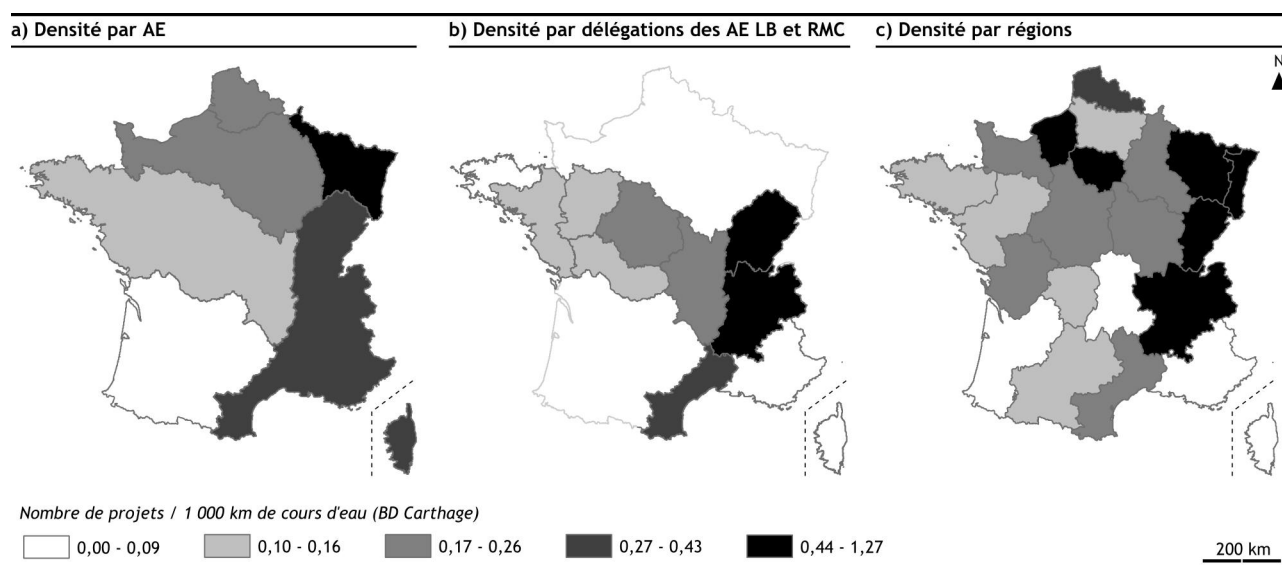 a) Densité par AE
b) Densité par délégations des AE LB et RMC
c) Densité par régions
N
Nombre de projets / 1 000 km de cours d'eau (BD Carthage)
0,00 - 0,09
0,10 - 0,16
0,17 - 0,26
0,27 - 0,43
0,44 - 1,27
200 km